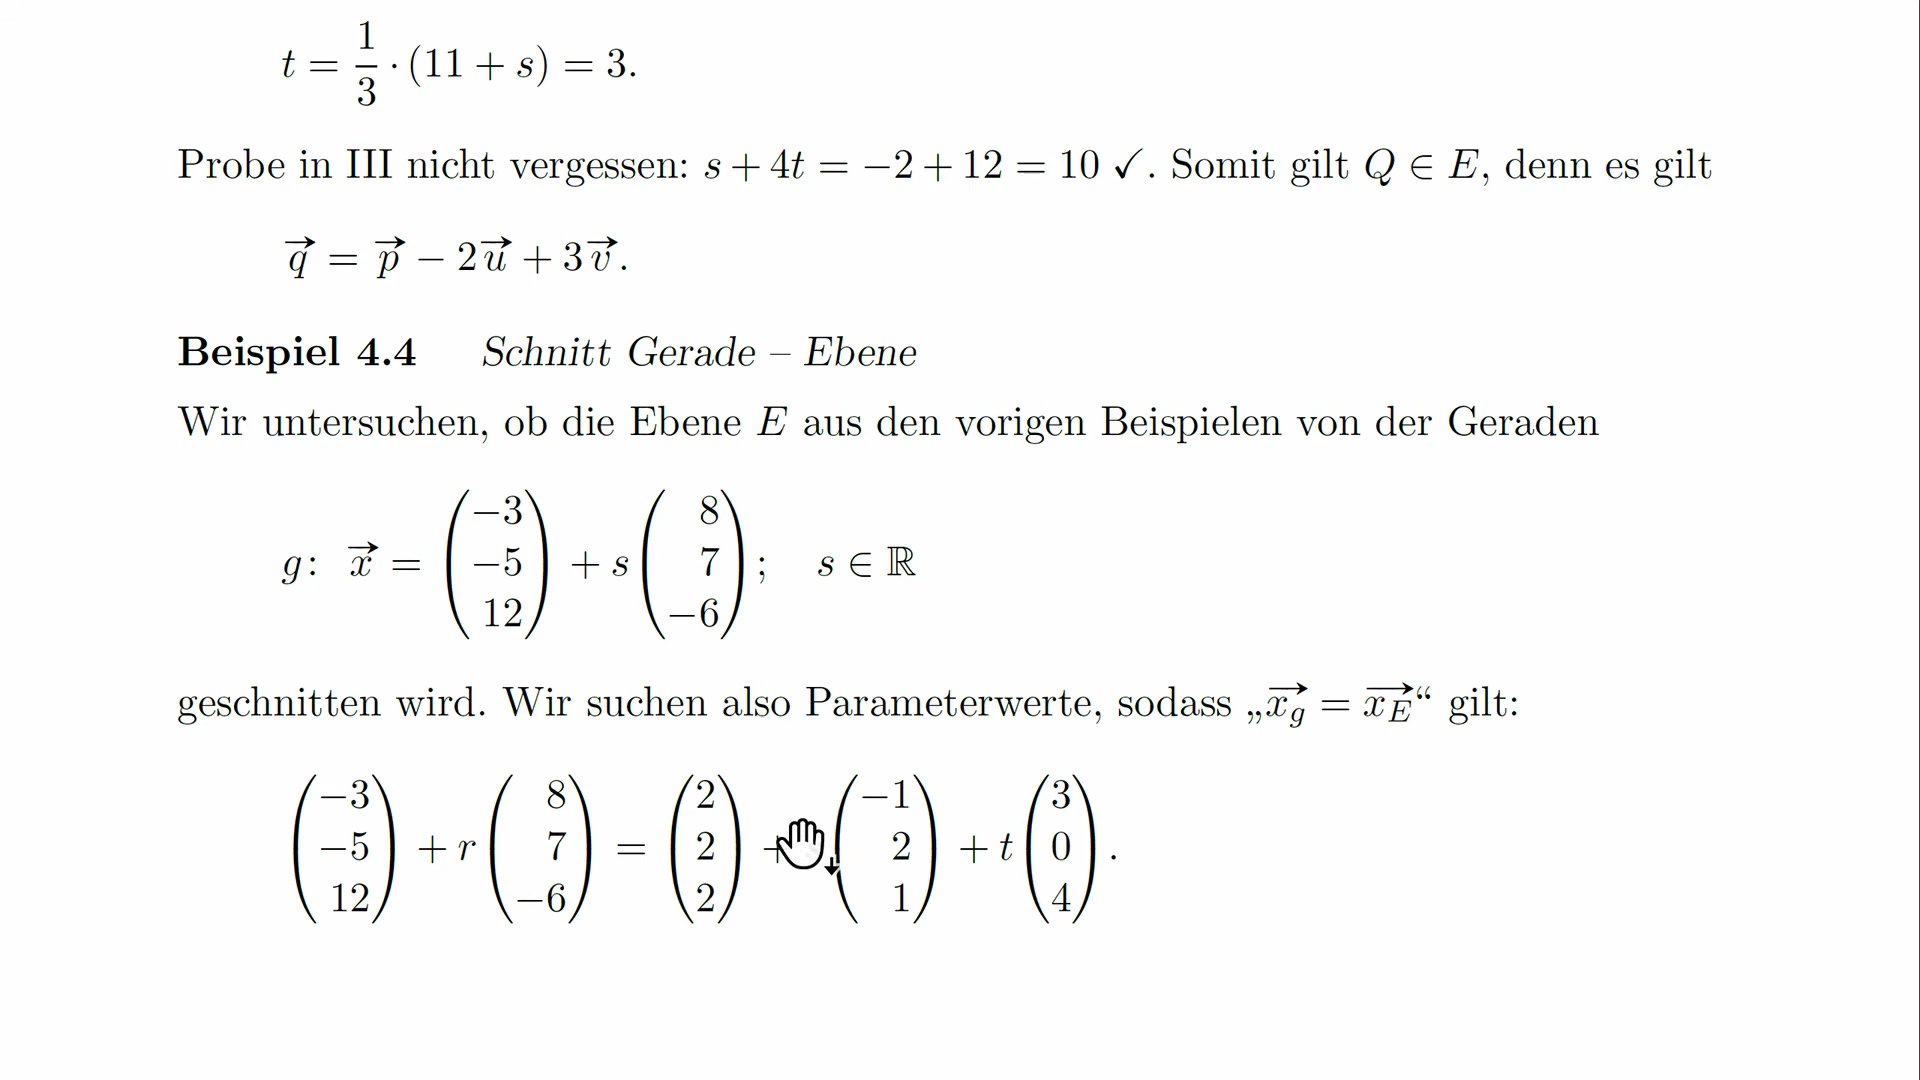 t = 1/3 · (11 + s) = 3.
Probe in III nicht vergessen: s + 4t = −2 + 12 = 10 ✓. Somit gilt Q ∈ E, denn es gilt
q⃗ = p⃗ − 2u⃗ + 3v⃗.
Beispiel 4.4 Schnitt Gerade – Ebene
Wir untersuchen, ob die Ebene E aus den vorigen Beispielen von der Geraden
g: x⃗ = (−3 −5 12) + s (8 7 −6); s ∈ ℝ
geschnitten wird. Wir suchen also Parameterwerte, sodass „x⃗_g = x⃗_E“ gilt:
(−3 −5 12) + r (8 7 −6) = (2 2 2) + (−1 2 1) + t (3 0 4).